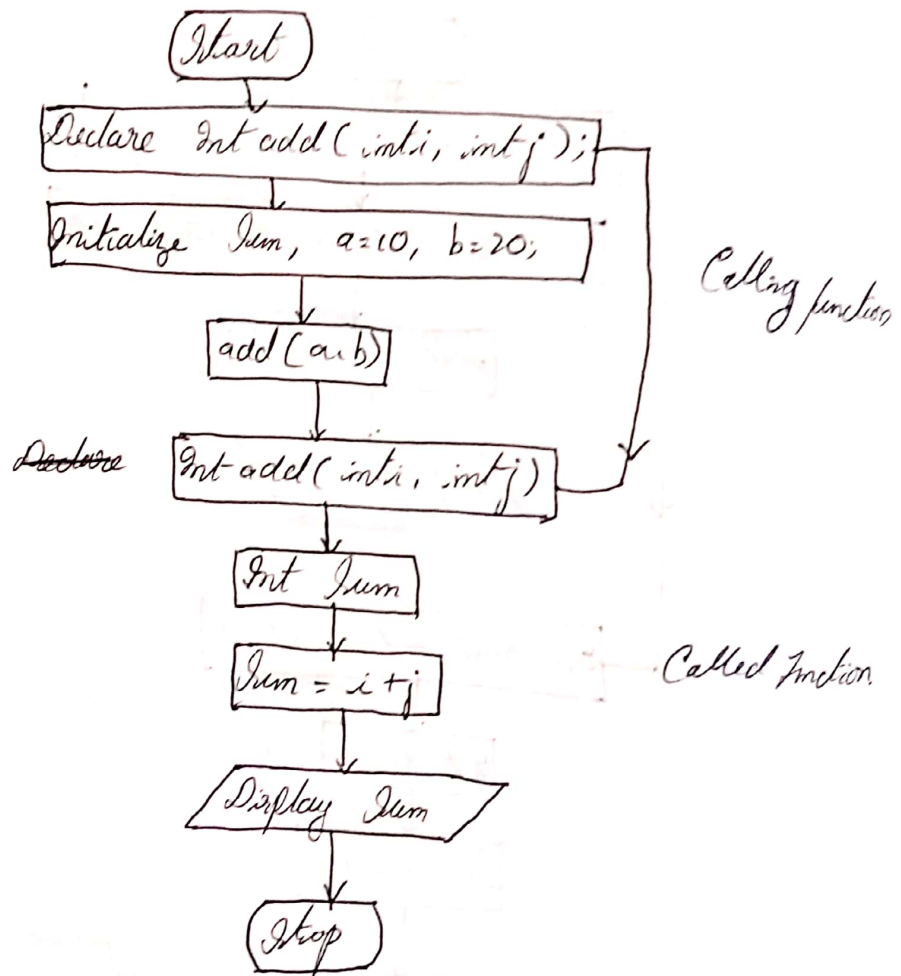 Start
Declare Int add(int i, int j);
Initialize Sum, a=10, b=20;
Calling function
add(a, b)
Declare
Int add(int i, int j)
Int Sum
Sum = i+j
Called Function
Display Sum
Stop